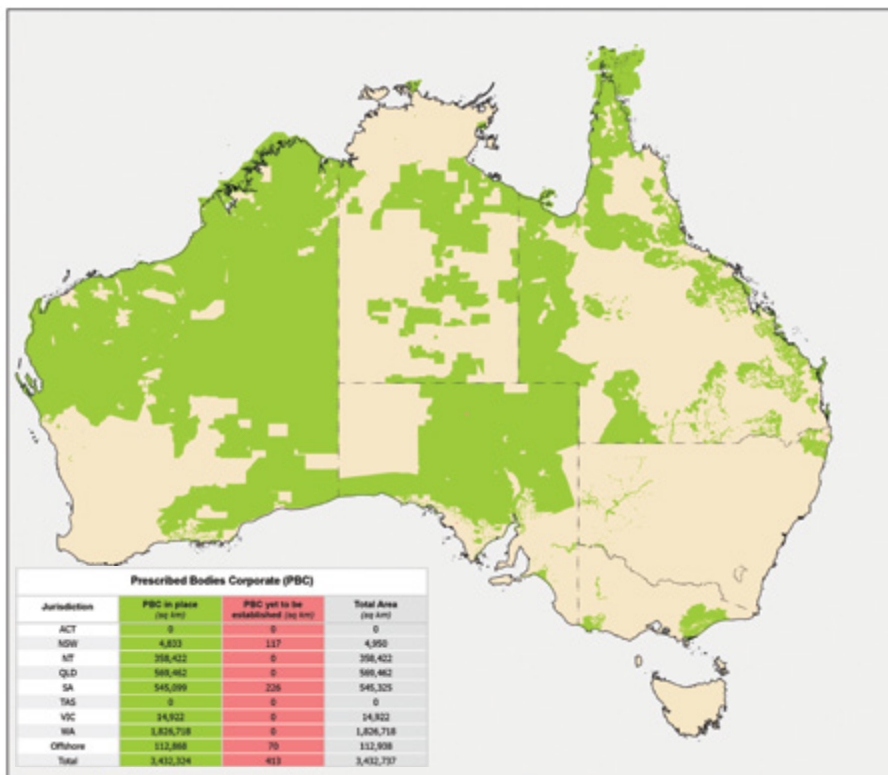 Prescribed Bodies Corporate (PBC)
Jurisdiction PBC in place (sq km) PBC yet to be established (sq km) Total Area (sq km)
ACT 0 0 0
NSW 4,833 117 4,950
NT 358,422 0 358,422
QLD 569,462 0 569,462
SA 545,099 226 545,325
TAS 0 0 0
VIC 14,922 0 14,922
WA 1,826,718 0 1,826,718
Offshore 112,868 70 112,938
Total 3,432,324 413 3,432,737